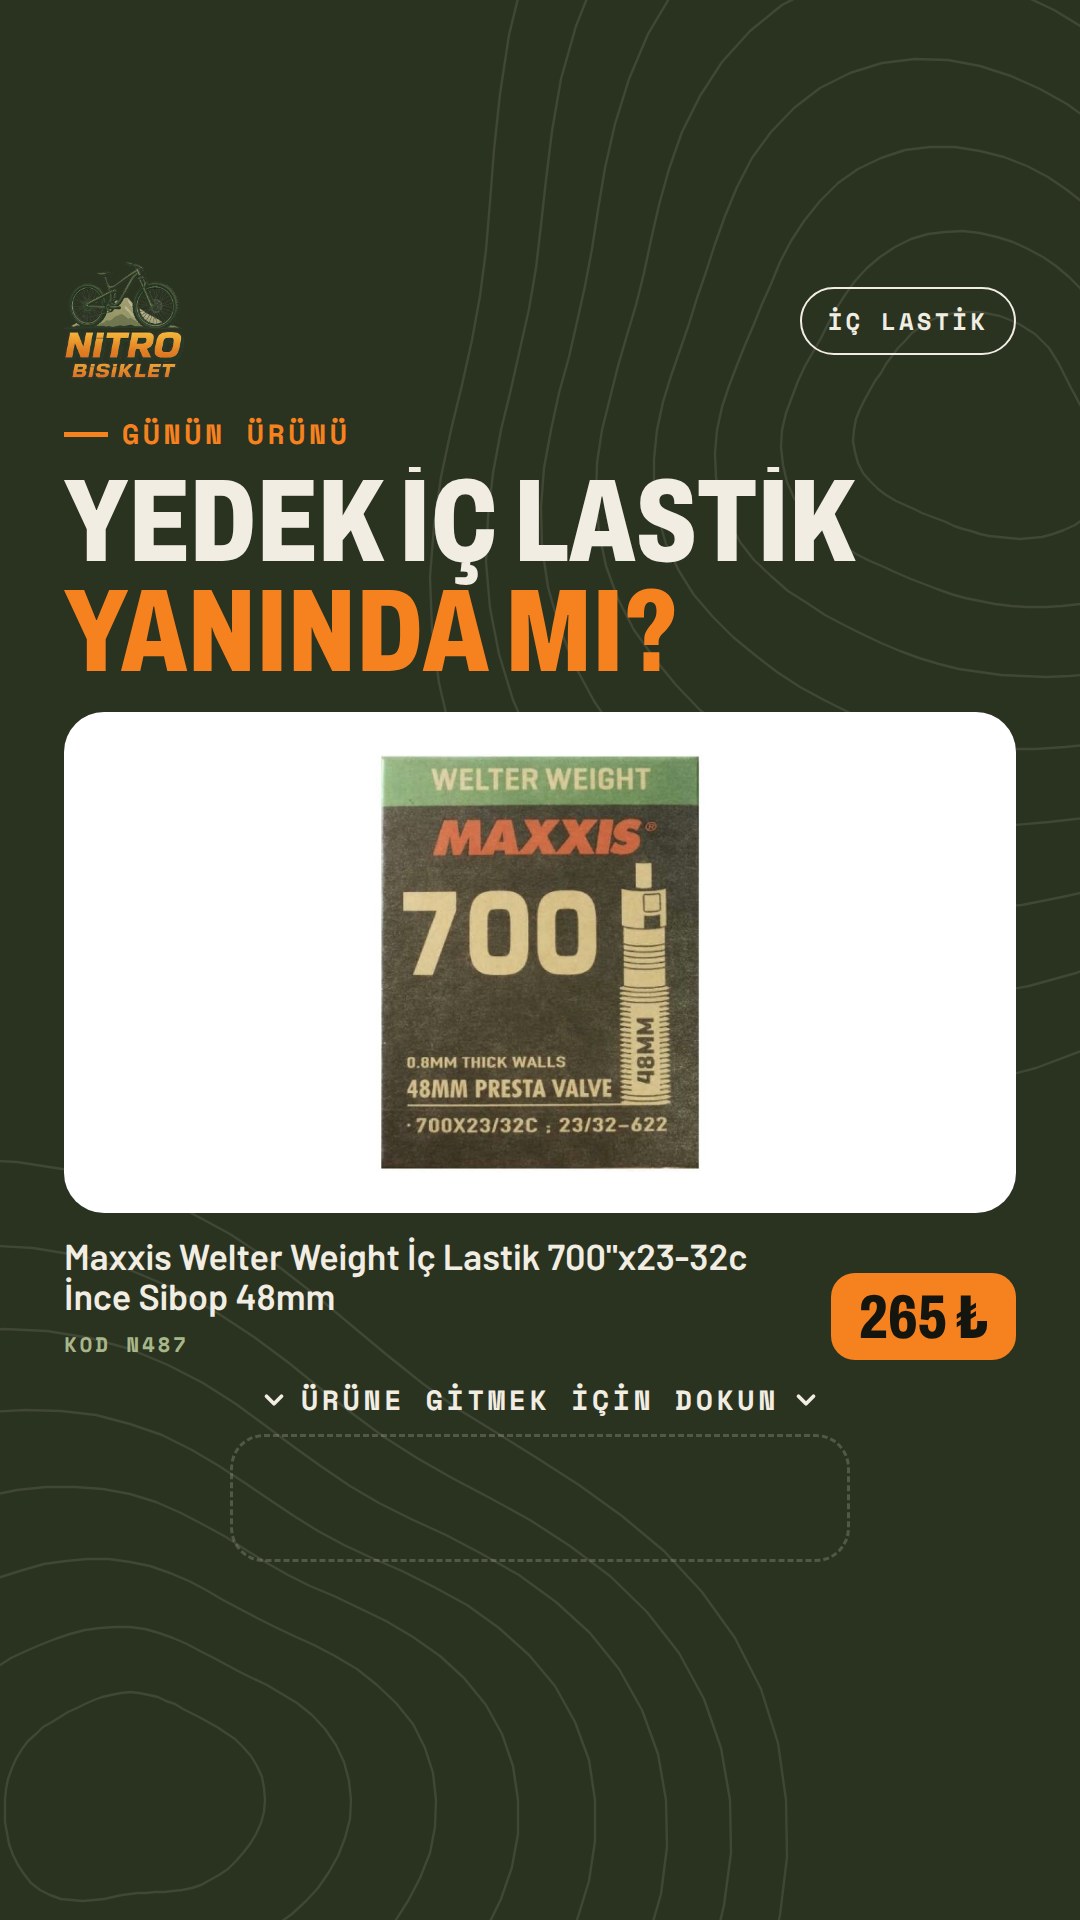 NiTRO
BiSiKLET
İÇ LASTİK
GÜNÜN ÜRÜNÜ
YEDEK İÇ LASTİK
YANINDA MI?
WELTER WEIGHT
MAXXIS®
700
48MM
0.8MM THICK WALLS
48MM PRESTA VALVE
·700X23/32C ; 23/32-622
Maxxis Welter Weight İç Lastik 700"x23-32c
İnce Sibop 48mm
265 ₺
KOD N487
ÜRÜNE GİTMEK İÇİN DOKUN